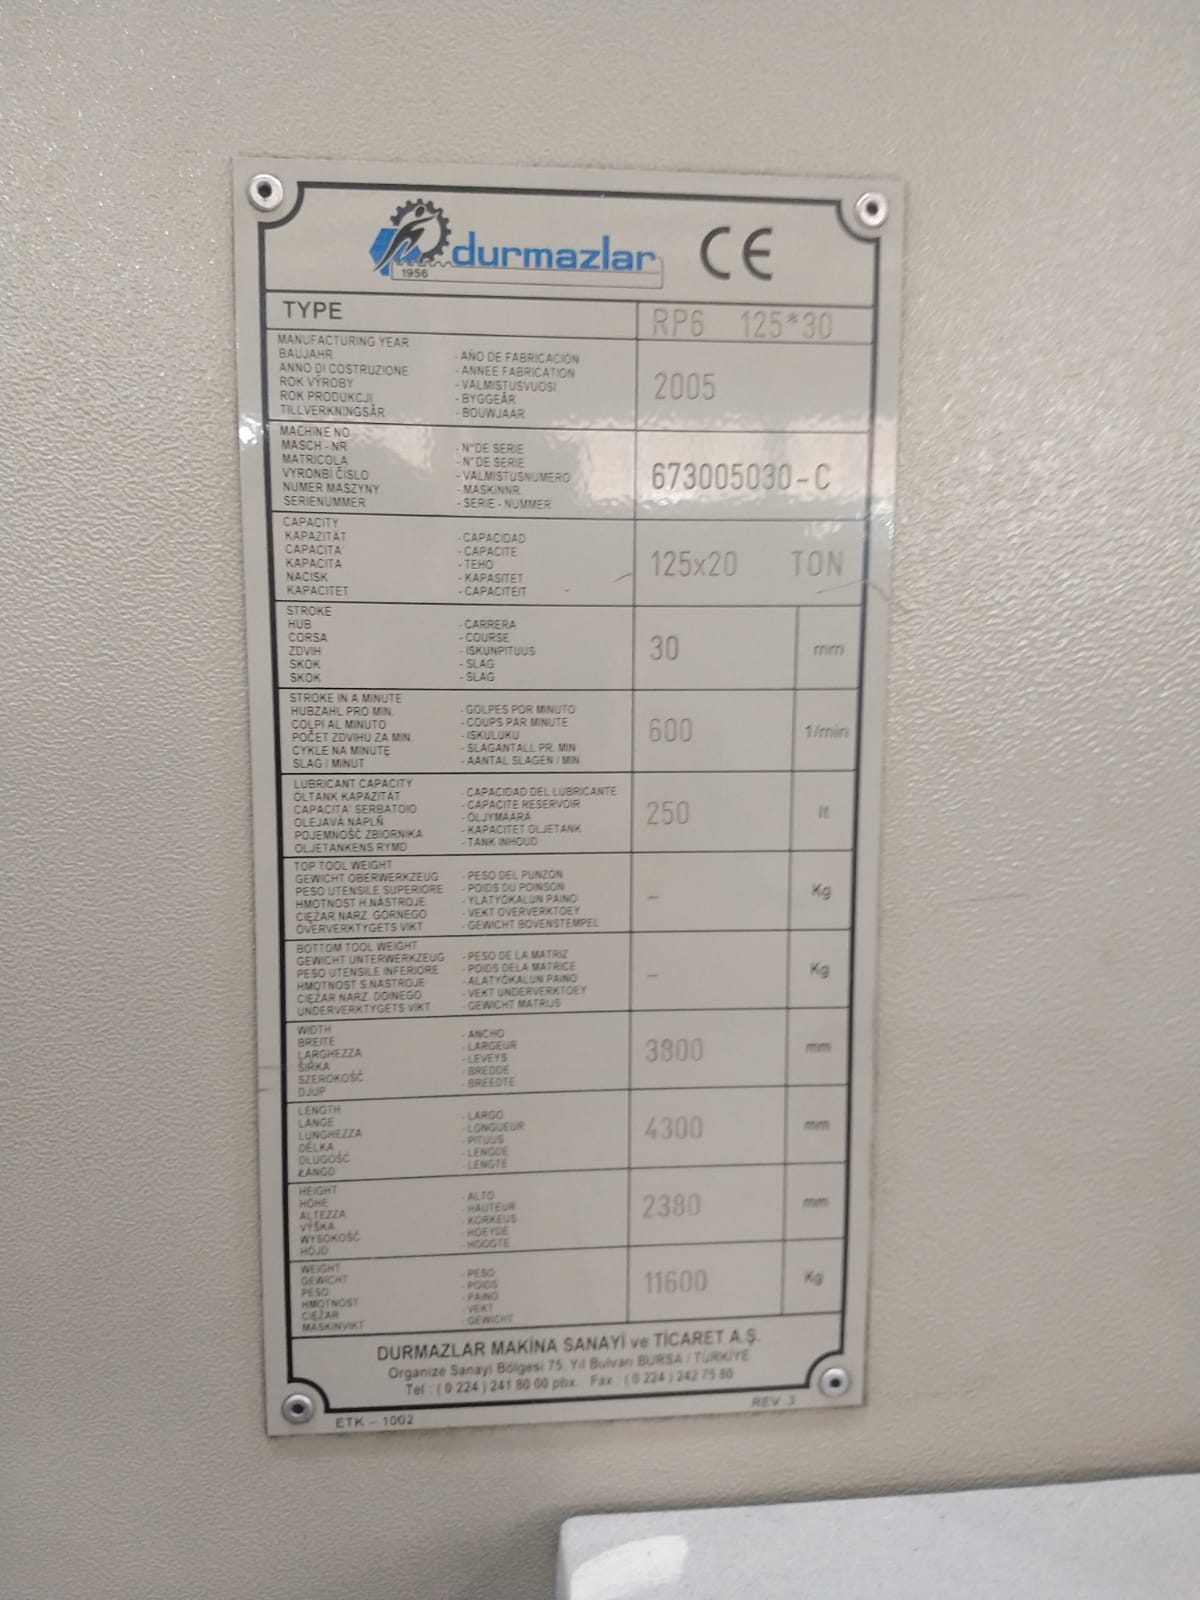 durmazlar CE
1956
TYPE RP6 125*30
MANUFACTURING YEAR
BAUJAHR - AÑO DE FABRICACIÓN
ANNO DI COSTRUZIONE - ANNEE FABRICATION
ROK VÝROBY - VALMISTUSVUOSI
ROK PRODUKCJI - BYGGEÅR
TILLVERKNINGSÅR - BOUWJAAR
2005
MACHINE NO
MASCH - NR - N°DE SERIE
MATRICOLA - N°DE SERIE
VYRONBÍ ČISLO - VALMISTUSNUMERO
NUMER MASZYNY - MASKINNR.
SERIENUMMER - SERIE - NUMMER
673005030-C
CAPACITY
KAPAZITÄT - CAPACIDAD
CAPACITA' - CAPACITE
KAPACITA - TEHO
NACISK - KAPASITET
KAPACITET - CAPACITEIT
125x20 TON
STROKE
HUB - CARRERA
CORSA - COURSE
ZDVIH - ISKUNPITUUS
SKOK - SLAG
SKOK - SLAG
30 mm
STROKE IN A MINUTE
HUBZAHL PRO MIN. - GOLPES POR MINUTO
COLPI AL MINUTO - COUPS PAR MINUTE
POČET ZDVIHU ZA MIN. - ISKULUKU
CYKLE NA MINUTĘ - SLAGANTALL PR. MIN
SLAG / MINUT - AANTAL SLAGEN / MIN
600 1/min
LUBRICANT CAPACITY
ÖLTANK KAPAZITÄT - CAPACIDAD DEL LUBRICANTE
CAPACITA' SERBATOIO - CAPACITE RESERVOIR
OLEJAVÁ NÁPLŇ - ÖLJYMÄÄRÄ
POJEMNOŚĆ ZBIORNIKA - KAPACITET OLJETANK
OLJETANKENS RYMD - TANK INHOUD
250 lt
TOP TOOL WEIGHT
GEWICHT OBERWERKZEUG - PESO DEL PUNZON
PESO UTENSILE SUPERIORE - POIDS DU POINSON
HMOTNOST H.NÁSTROJE - YLÄTYÖKALUN PAINO
CIĘŻAR NARZ. GORNEGO - VEKT OVERVERKTOEY
ÖVERVERKTYGETS VIKT - GEWICHT BOVENSTEMPEL
- Kg
BOTTOM TOOL WEIGHT
GEWICHT UNTERWERKZEUG - PESO DE LA MATRIZ
PESO UTENSILE INFERIORE - POIDS DELA MATRICE
HMOTNOST S.NÁSTROJE - ALATYÖKALUN PAINO
CIĘŻAR NARZ. DOINEGO - VEKT UNDERVERKTOEY
UNDERVERKTYGETS VIKT - GEWICHT MATRIJS
- Kg
WIDTH
BREITE - ANCHO
LARGHEZZA - LARGEUR
ŠIŘKA - LEVEYS
SZEROKOŚĆ - BREDDE
DJUP - BREEDTE
3800 mm
LENGTH
LÄNGE - LARGO
LUNGHEZZA - LONGUEUR
DÉLKA - PITUUS
DLUGOŚĆ - LENGDE
ŁÄNGD - LENGTE
4300 mm
HEIGHT
HÖHE - ALTO
ALTEZZA - HAUTEUR
VÝŠKA - KORKEUS
WYSOKOŚĆ - HOEYDE
HÖJD - HOOGTE
2380 mm
WEIGHT
GEWICHT - PESO
PESO - POIDS
HMOTNOST - PAINO
CIĘŻAR - VEKT
MASKINVIKT - GEWICHT
11600 Kg
DURMAZLAR MAKİNA SANAYİ ve TİCARET A.Ş.
Organize Sanayi Bölgesi 75. Yıl Bulvarı BURSA / TÜRKİYE
Tel : ( 0 224 ) 241 80 00 pbx. Fax : ( 0 224 ) 242 75 80
ETK - 1002 REV .3